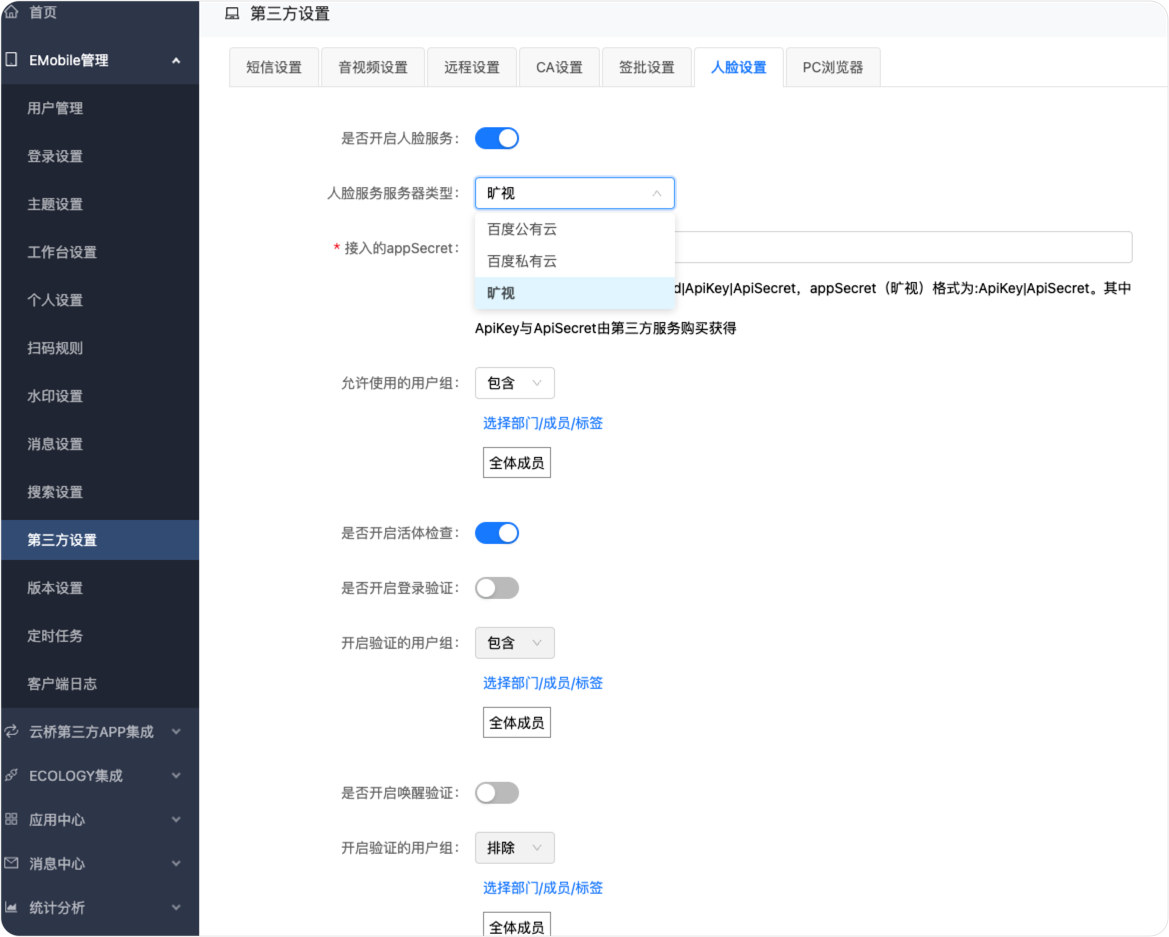 首页
EMobile管理
用户管理
登录设置
主题设置
工作台设置
个人设置
扫码规则
水印设置
消息设置
搜索设置
第三方设置
版本设置
定时任务
客户端日志
云桥第三方APP集成
ECOLOGY集成
应用中心
消息中心
统计分析
第三方设置
短信设置 音视频设置 远程设置 CA设置 签批设置 人脸设置 PC浏览器
是否开启人脸服务：
人脸服务服务器类型： 旷视
百度公有云
百度私有云
旷视
* 接入的appSecret：
d|ApiKey|ApiSecret，appSecret（旷视）格式为:ApiKey|ApiSecret。其中
ApiKey与ApiSecret由第三方服务购买获得
允许使用的用户组： 包含
选择部门/成员/标签
全体成员
是否开启活体检查：
是否开启登录验证：
开启验证的用户组： 包含
选择部门/成员/标签
全体成员
是否开启唤醒验证：
开启验证的用户组： 排除
选择部门/成员/标签
全体成员